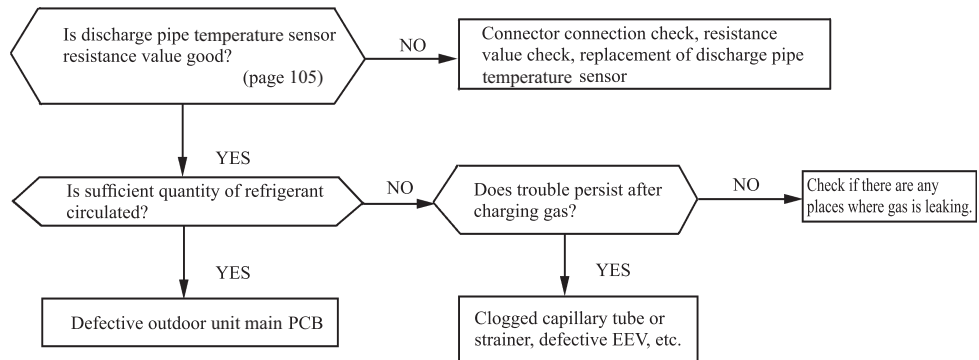 Is discharge pipe temperature sensor
resistance value good?
(page 105)
NO
Connector connection check, resistance
value check, replacement of discharge pipe
temperature sensor
YES
Is sufficient quantity of refrigerant
circulated?
NO
Does trouble persist after
charging gas?
NO
Check if there are any
places where gas is leaking.
YES
YES
Defective outdoor unit main PCB
Clogged capillary tube or
strainer, defective EEV, etc.